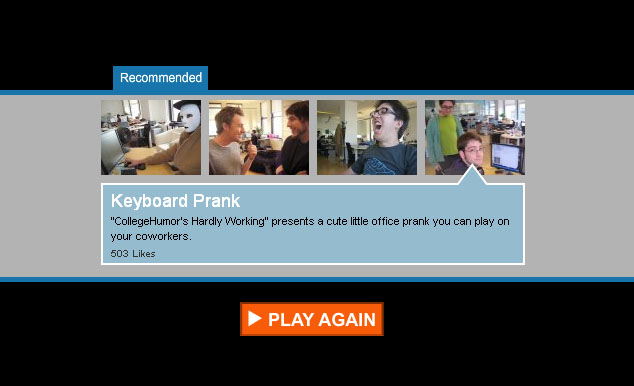 Recommended
Keyboard Prank
"CollegeHumor's Hardly Working" presents a cute little office prank you can play on
your coworkers.
503 Likes
PLAY AGAIN